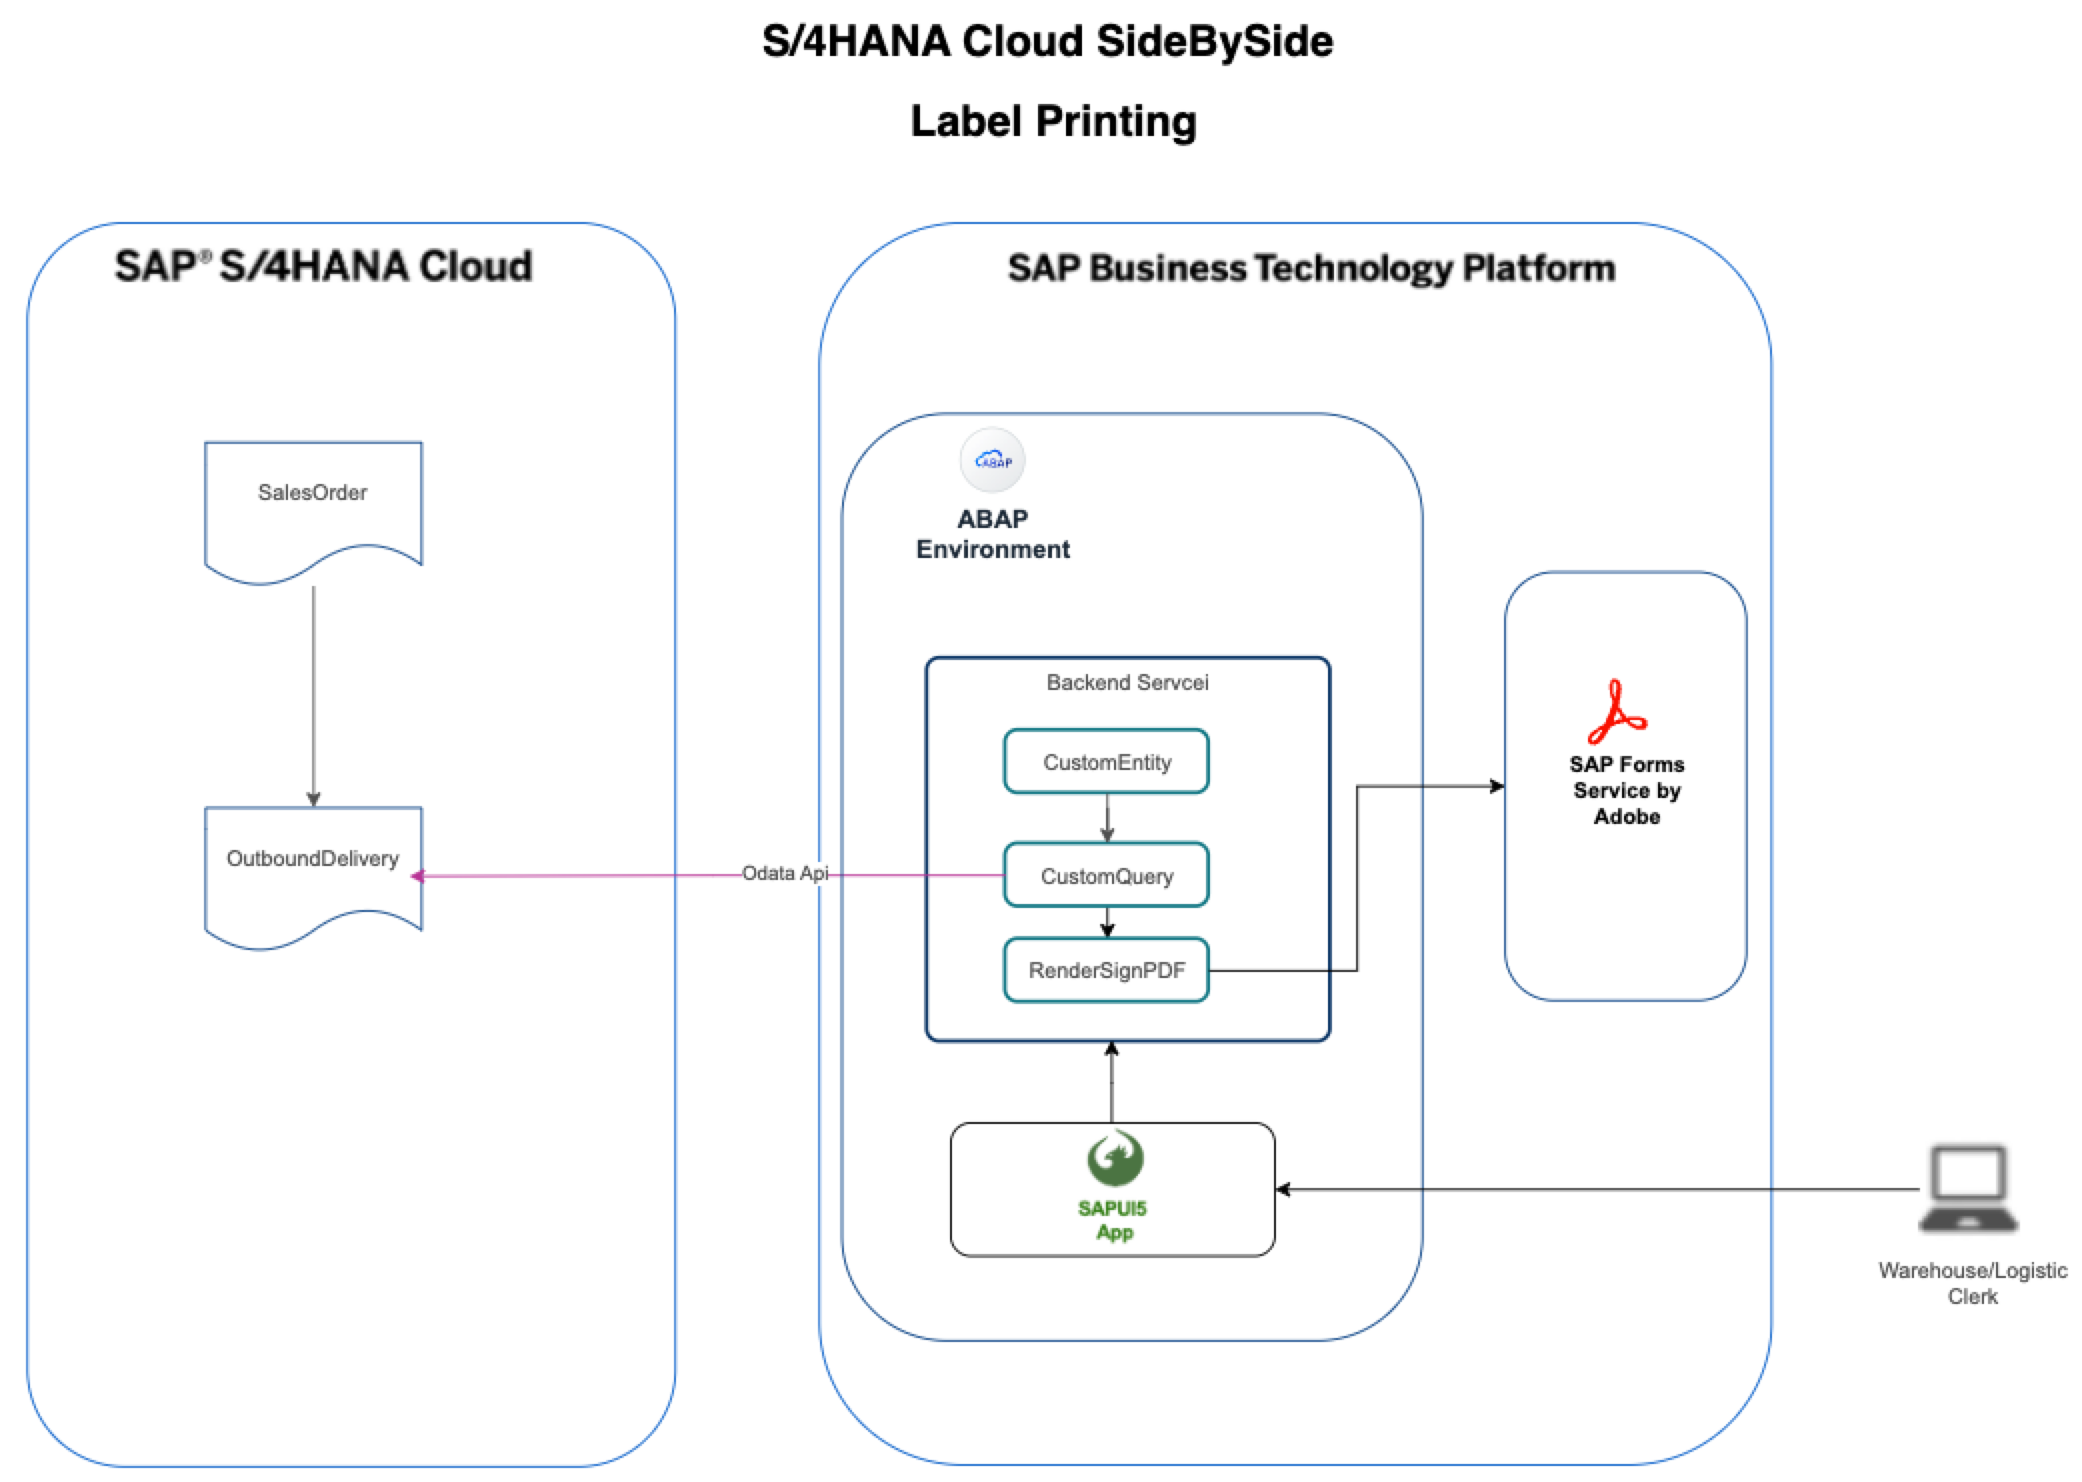 S/4HANA Cloud SideBySide
Label Printing
SAP® S/4HANA Cloud
SalesOrder
OutboundDelivery
Odata Api
SAP Business Technology Platform
ABAP
ABAP
Environment
Backend Servcei
CustomEntity
CustomQuery
RenderSignPDF
SAPUI5
App
SAP Forms
Service by
Adobe
Warehouse/Logistic
Clerk